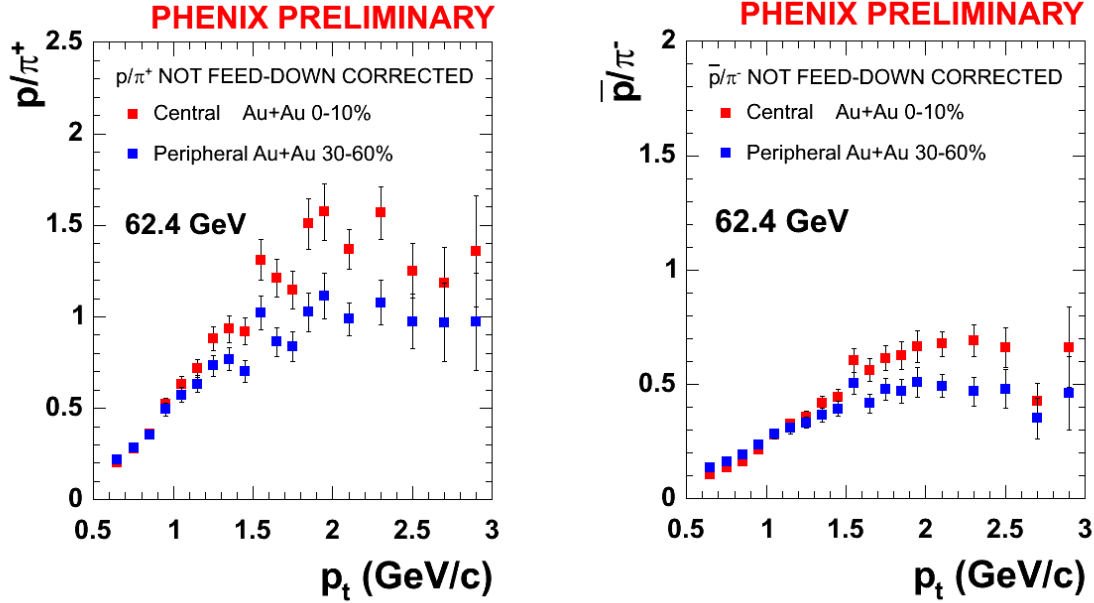 PHENIX PRELIMINARY
p/π⁺
2.5
2
1.5
1
0.5
0
p/π⁺ NOT FEED-DOWN CORRECTED
Central Au+Au 0-10%
Peripheral Au+Au 30-60%
62.4 GeV
0.5 1 1.5 2 2.5 3
pₜ (GeV/c)
PHENIX PRELIMINARY
p̅/π⁻
2
1.5
1
0.5
0
p̅/π⁻ NOT FEED-DOWN CORRECTED
Central Au+Au 0-10%
Peripheral Au+Au 30-60%
62.4 GeV
0.5 1 1.5 2 2.5 3
pₜ (GeV/c)